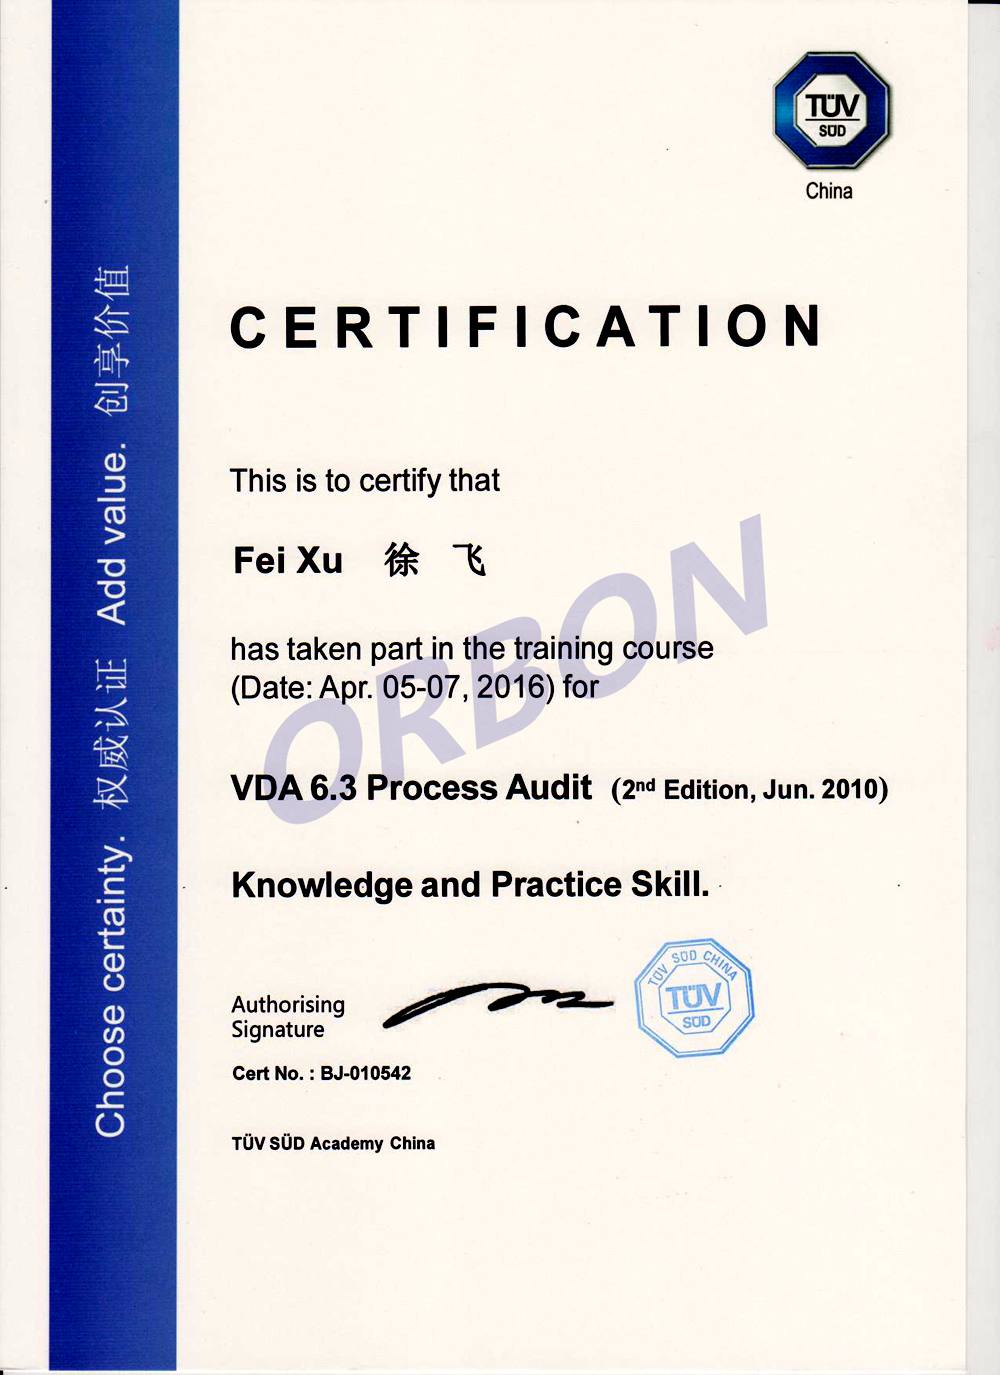 TÜV
SÜD
China
Choose certainty. 权威认证 Add value. 创享价值
CERTIFICATION
This is to certify that
Fei Xu 徐 飞
has taken part in the training course
(Date: Apr. 05-07, 2016) for
VDA 6.3 Process Audit (2nd Edition, Jun. 2010)
Knowledge and Practice Skill.
ORBON
Authorising
Signature
TÜV SÜD CHINA
TÜV
SÜD
Cert No. : BJ-010542
TÜV SÜD Academy China